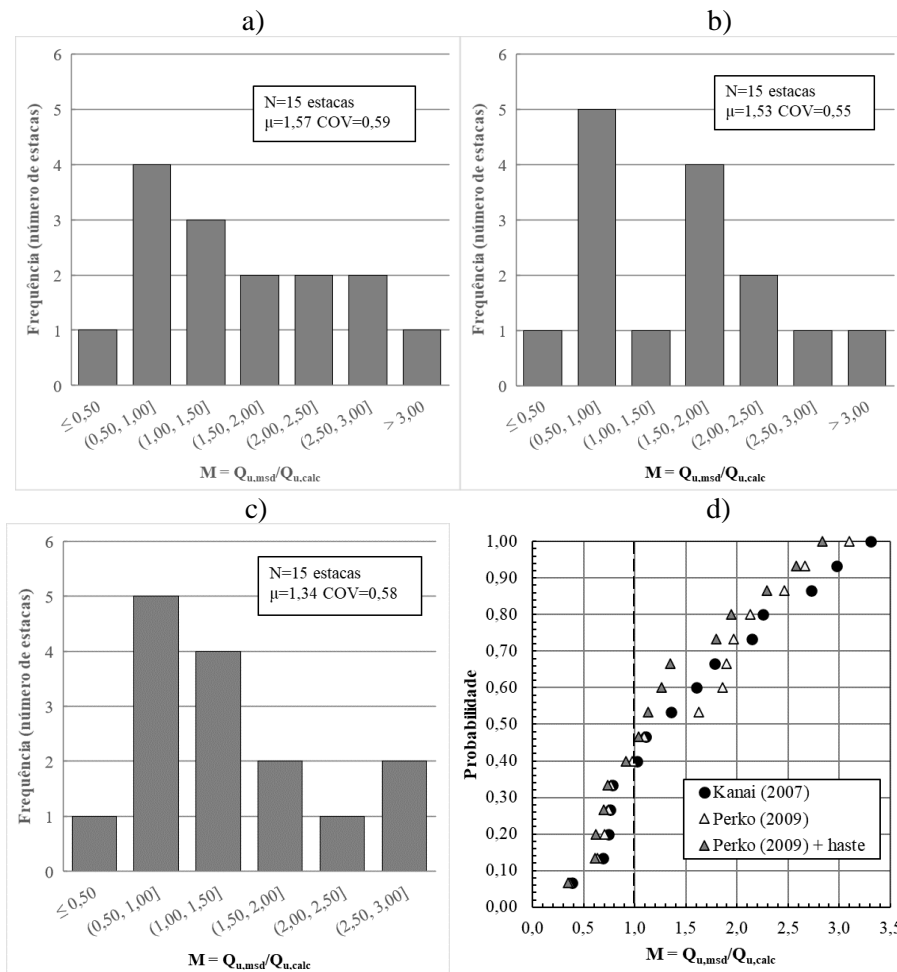 a)
6
5
4
3
2
1
0
Frequência (número de estacas)
N=15 estacas
μ=1,57 COV=0,59
≤ 0,50
(0,50, 1,00]
(1,00, 1,50]
(1,50, 2,00]
(2,00, 2,50]
(2,50, 3,00]
> 3,00
M = Qu,msd/Qu,calc
b)
6
5
4
3
2
1
0
Frequência (número de estacas)
N=15 estacas
μ=1,53 COV=0,55
≤ 0,50
(0,50, 1,00]
(1,00, 1,50]
(1,50, 2,00]
(2,00, 2,50]
(2,50, 3,00]
> 3,00
M = Qu,msd/Qu,calc
c)
6
5
4
3
2
1
0
Frequência (número de estacas)
N=15 estacas
μ=1,34 COV=0,58
≤ 0,50
(0,50, 1,00]
(1,00, 1,50]
(1,50, 2,00]
(2,00, 2,50]
(2,50, 3,00]
M = Qu,msd/Qu,calc
d)
1,00
0,90
0,80
0,70
0,60
0,50
0,40
0,30
0,20
0,10
0,00
Probabilidade
Kanai (2007)
Perko (2009)
Perko (2009) + haste
0,0 0,5 1,0 1,5 2,0 2,5 3,0 3,5
M = Qu,msd/Qu,calc